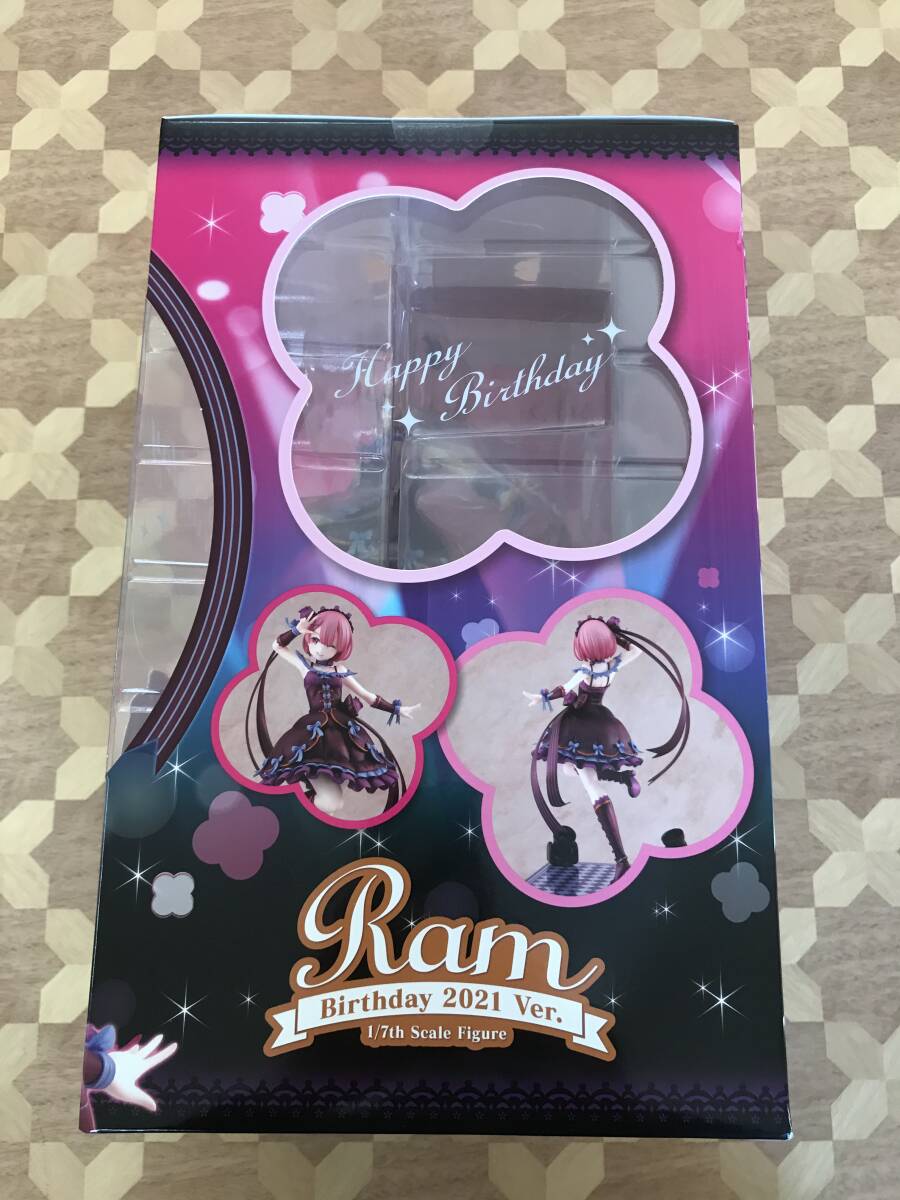 Happy
Birthday
Ram
Birthday 2021 Ver.
1/7th Scale Figure